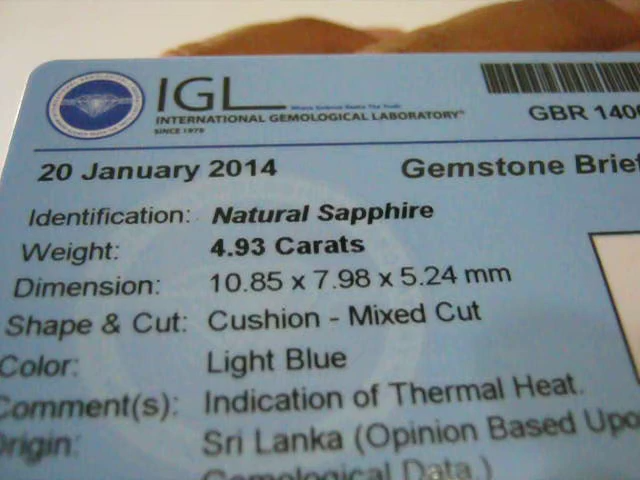 IGL
INTERNATIONAL GEMOLOGICAL LABORATORY
SINCE 1978
GBR 1406
20 January 2014
Gemstone Brief
Identification: Natural Sapphire
Weight: 4.93 Carats
Dimension: 10.85 x 7.98 x 5.24 mm
Shape & Cut: Cushion - Mixed Cut
Color: Light Blue
Comment(s): Indication of Thermal Heat.
Origin: Sri Lanka (Opinion Based Upo
Gemological Data.)